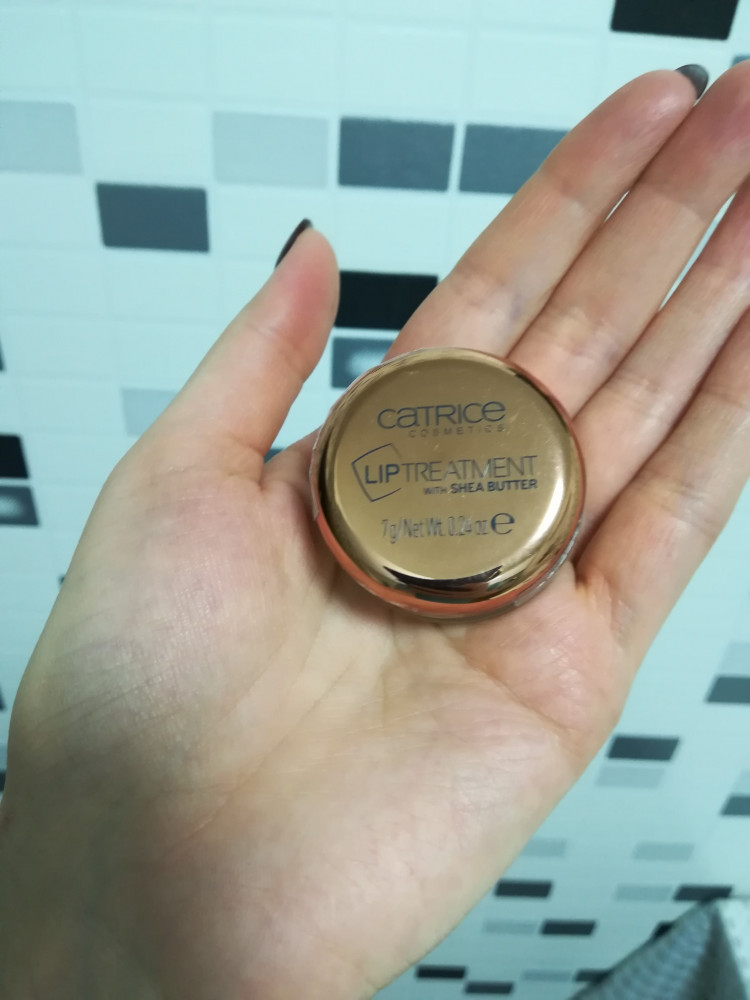 CATRICE
COSMETICS
LIPTREATMENT
WITH SHEA BUTTER
7g/Net Wt. 0.24 oz ℮